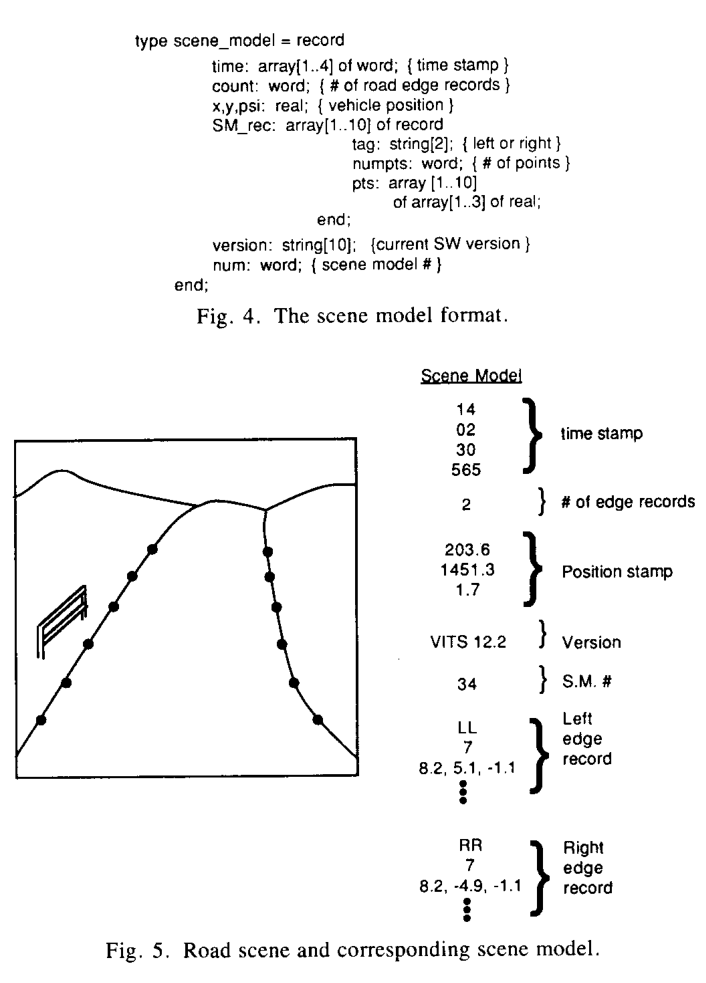 type scene_model = record
time: array[1..4] of word; { time stamp }
count: word; { # of road edge records }
x,y,psi: real; { vehicle position }
SM_rec: array[1..10] of record
tag: string[2]; { left or right }
numpts: word; { # of points }
pts: array [1..10]
of array[1..3] of real;
end;
version: string[10]; {current SW version }
num: word; { scene model # }
end;
Fig. 4. The scene model format.
Scene Model
14
02
30
565
time stamp
2
# of edge records
203.6
1451.3
1.7
Position stamp
VITS 12.2
Version
34
S.M. #
LL
7
8.2, 5.1, -1.1
Left
edge
record
RR
7
8.2, -4.9, -1.1
Right
edge
record
Fig. 5. Road scene and corresponding scene model.